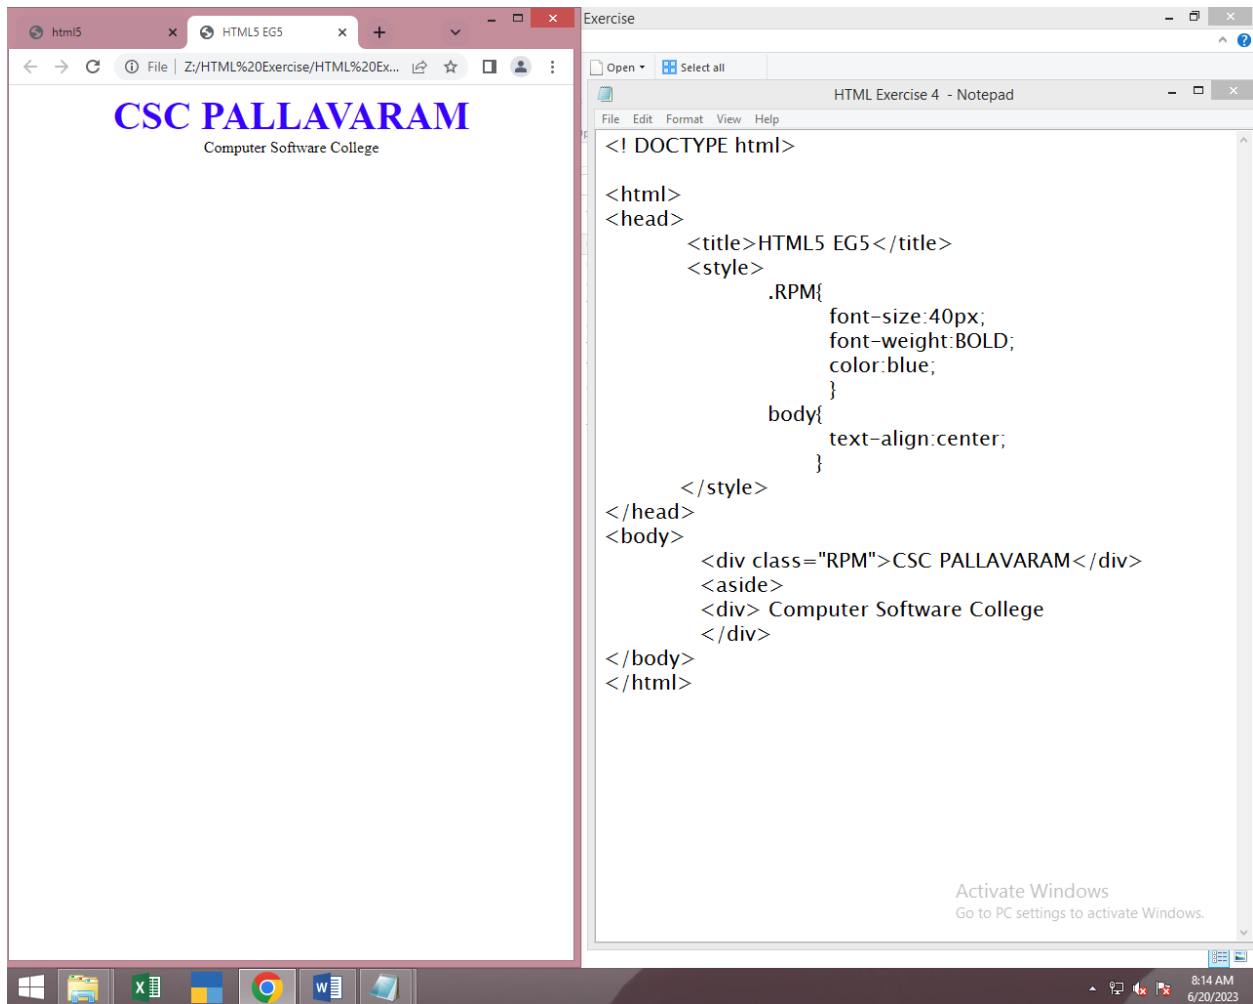 html5
HTML5 EG5
File Z:/HTML%20Exercise/HTML%20Ex...
CSC PALLAVARAM
Computer Software College
Exercise
Open
Select all
HTML Exercise 4 - Notepad
File Edit Format View Help
<! DOCTYPE html>
<html>
<head>
<title>HTML5 EG5</title>
<style>
.RPM{
font-size:40px;
font-weight:BOLD;
color:blue;
}
body{
text-align:center;
}
</style>
</head>
<body>
<div class="RPM">CSC PALLAVARAM</div>
<aside>
<div> Computer Software College
</div>
</body>
</html>
Activate Windows
Go to PC settings to activate Windows.
8:14 AM
6/20/2023